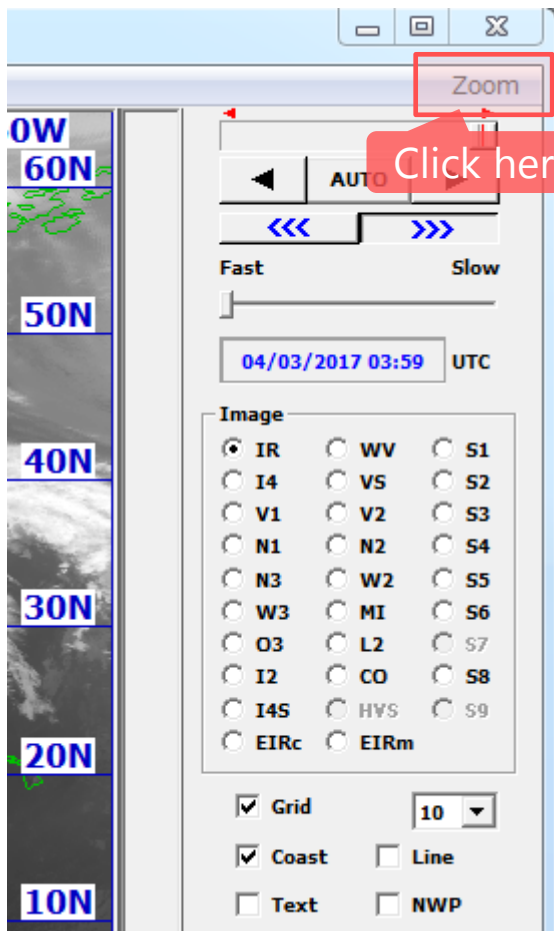 Zoom
Click her
0W
60N
AUTO
<<< >>>
Fast Slow
50N
04/03/2017 03:59 UTC
Image
IR WV S1
40N
I4 VS S2
V1 V2 S3
N1 N2 S4
N3 W2 S5
30N
W3 MI S6
O3 L2 S7
I2 CO S8
I4S H¥S S9
20N
EIRc EIRm
Grid 10
Coast Line
10N
Text NWP